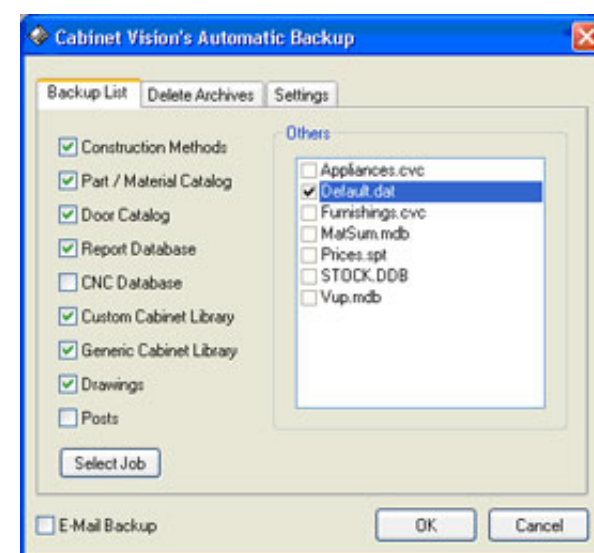 Cabinet Vision's Automatic Backup
Backup List
Delete Archives
Settings
Construction Methods
Part / Material Catalog
Door Catalog
Report Database
CNC Database
Custom Cabinet Library
Generic Cabinet Library
Drawings
Posts
Select Job
Others
Appliances.cvc
Default.dat
Furnishings.cvc
MatSum.mdb
Prices.spt
STOCK.DDB
Vup.mdb
E-Mail Backup
OK
Cancel